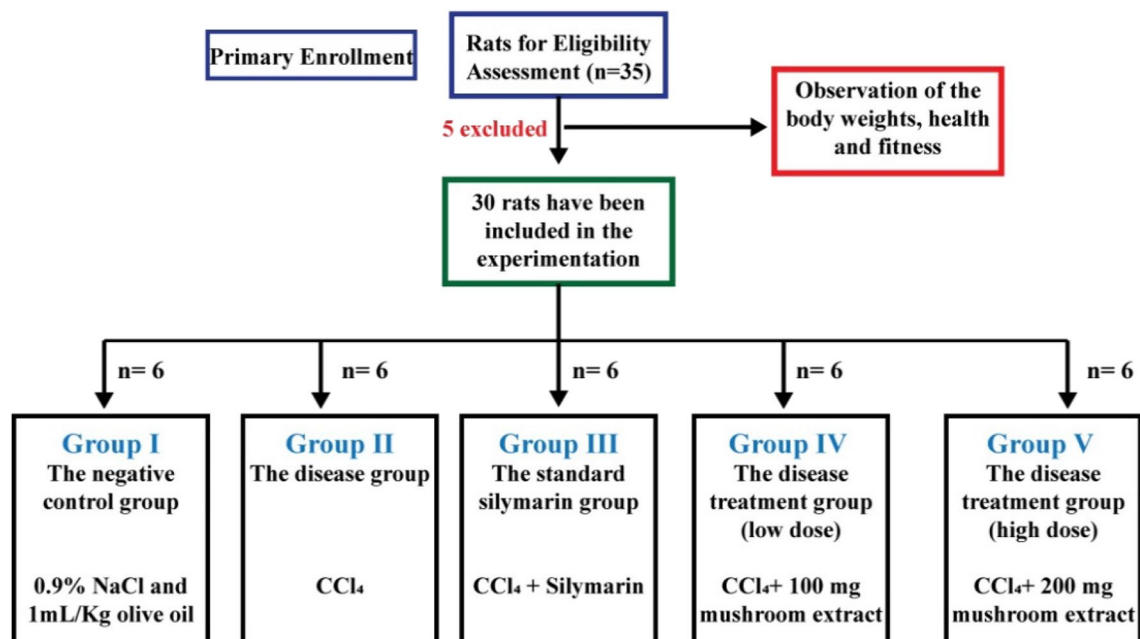 Primary Enrollment
Rats for Eligibility
Assessment (n=35)
5 excluded
Observation of the
body weights, health
and fitness
30 rats have been
included in the
experimentation
n= 6
n= 6
n= 6
n= 6
n= 6
Group I
The negative
control group
0.9% NaCl and
1mL/Kg olive oil
Group II
The disease group
CCl₄
Group III
The standard
silymarin group
CCl₄ + Silymarin
Group IV
The disease
treatment group
(low dose)
CCl₄+ 100 mg
mushroom extract
Group V
The disease
treatment group
(high dose)
CCl₄+ 200 mg
mushroom extract